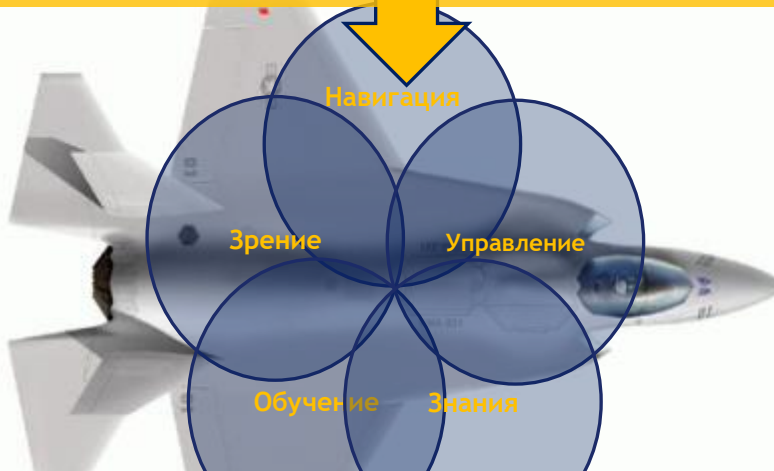 Навигация
Зрение
Управление
Обучение
Знания